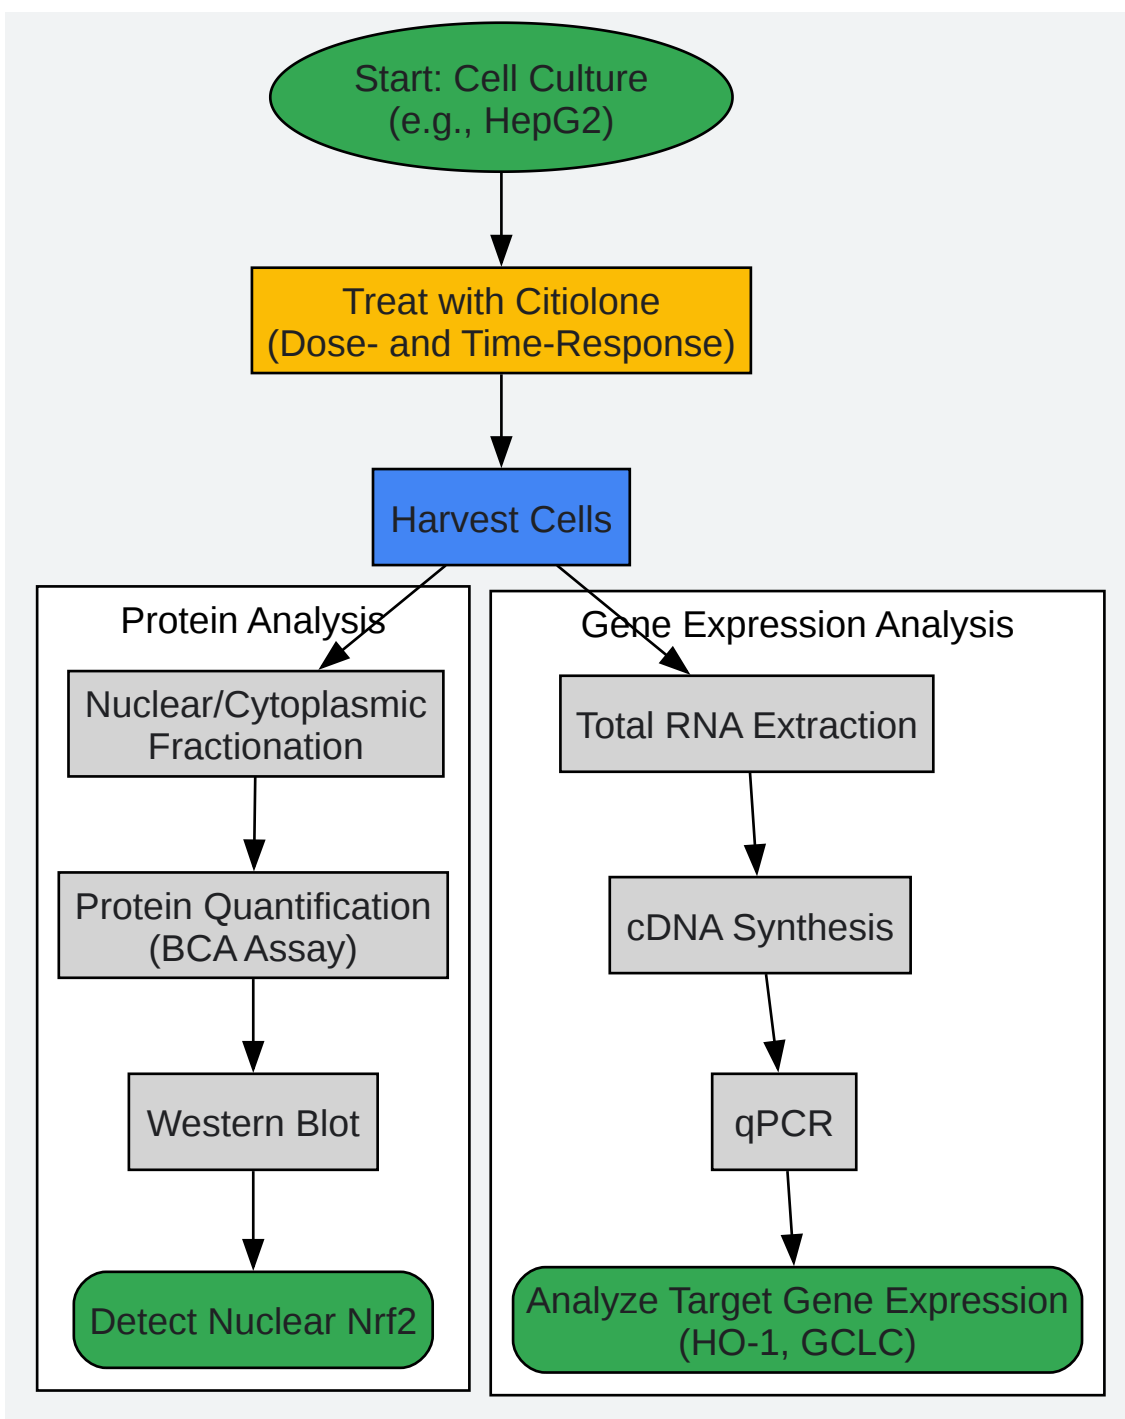 Start: Cell Culture
(e.g., HepG2)
Treat with Citiolone
(Dose- and Time-Response)
Harvest Cells
Protein Analysis
Nuclear/Cytoplasmic
Fractionation
Protein Quantification
(BCA Assay)
Western Blot
Detect Nuclear Nrf2
Gene Expression Analysis
Total RNA Extraction
cDNA Synthesis
qPCR
Analyze Target Gene Expression
(HO-1, GCLC)